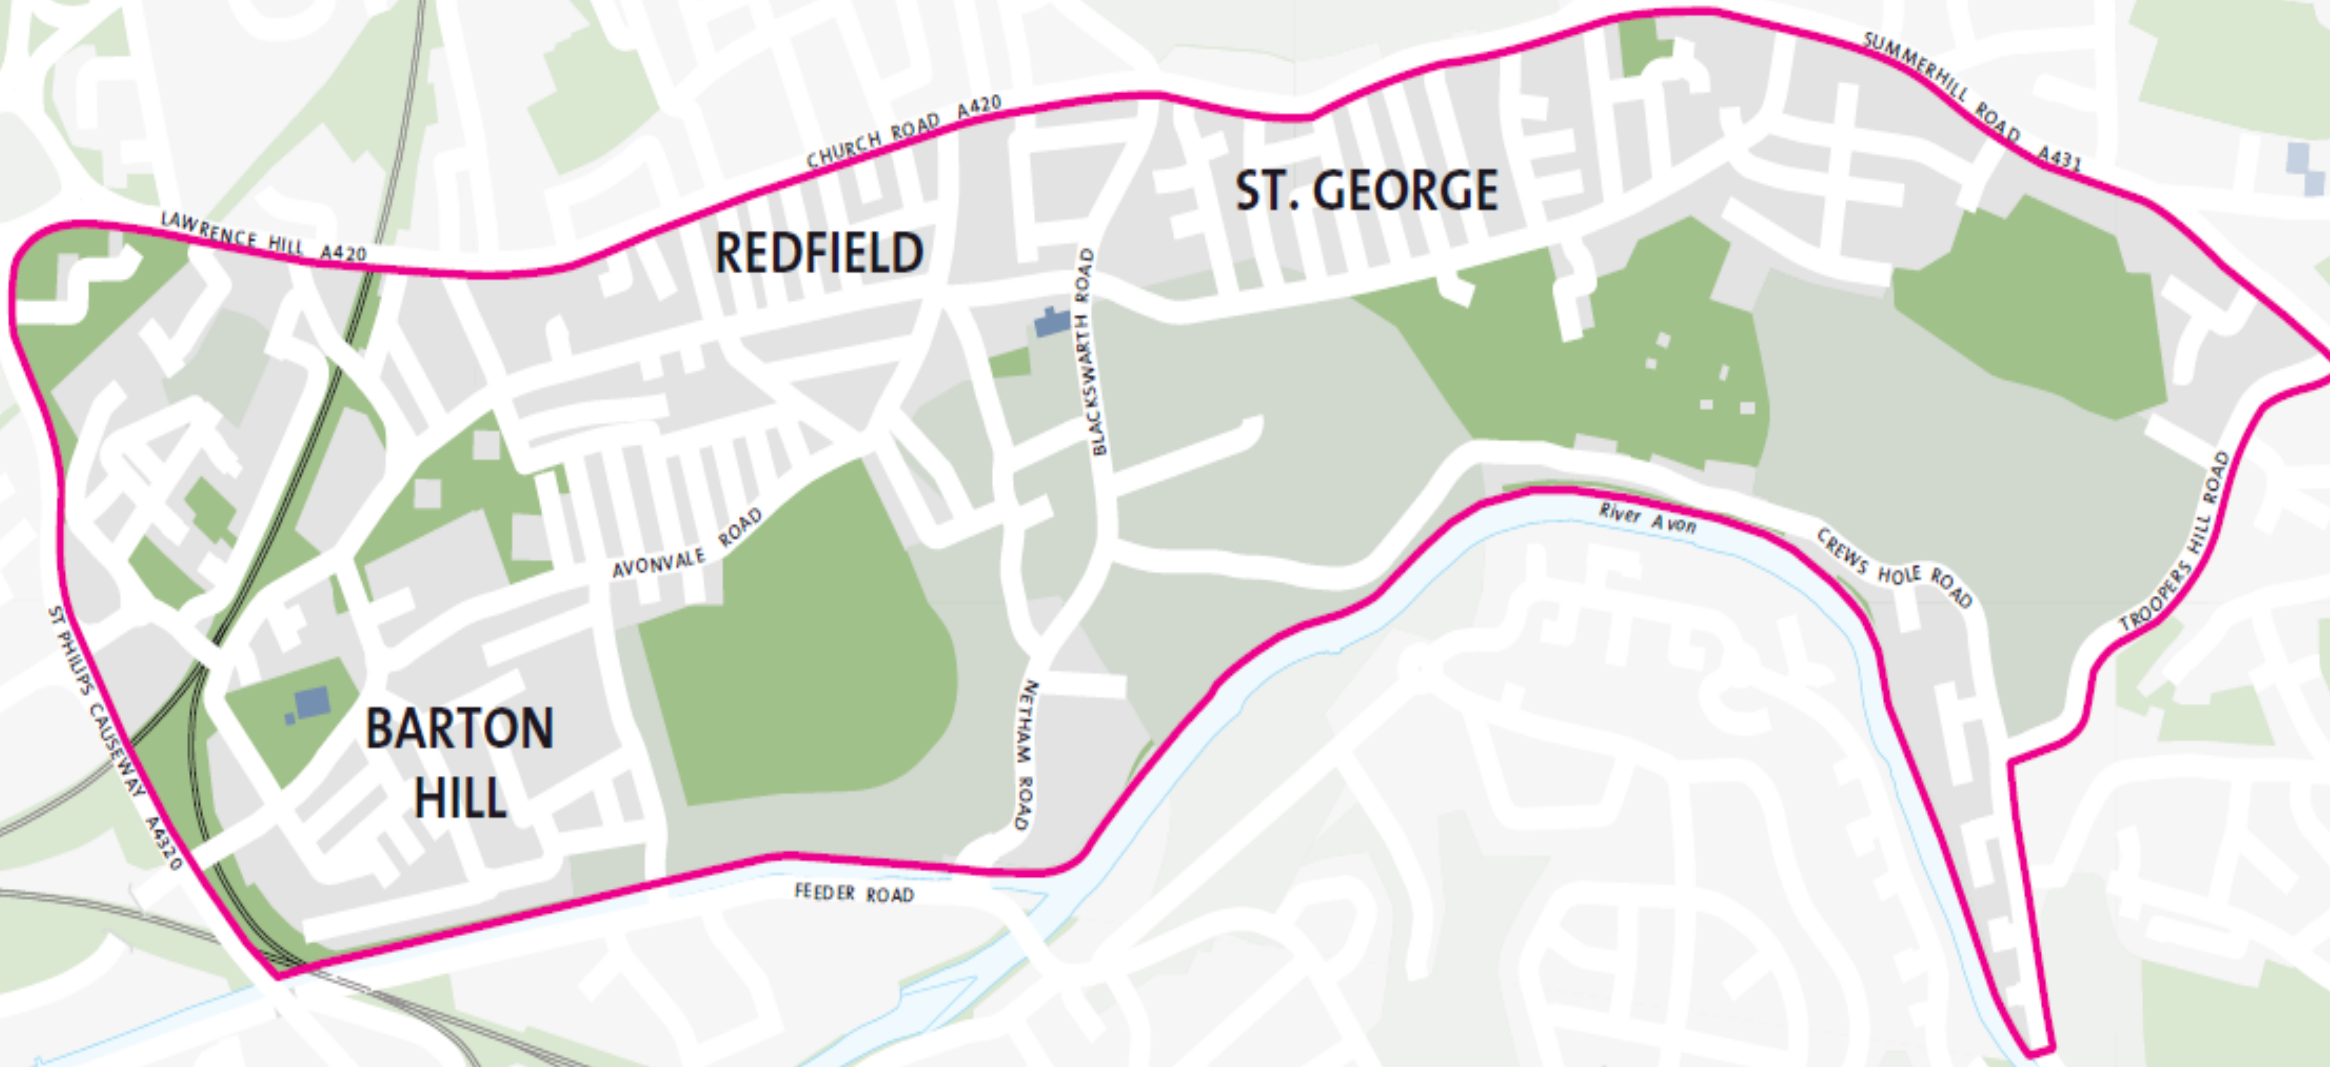 SUMMERHILL ROAD
A431
CHURCH ROAD A420
ST. GEORGE
LAWRENCE HILL A420
REDFIELD
BLACKSWARTH ROAD
River Avon
AVONVALE ROAD
CREWS HOLE ROAD
TROOPERS HILL ROAD
ST PHILIPS CAUSEWAY A4320
BARTON
HILL
NETHAM ROAD
FEEDER ROAD